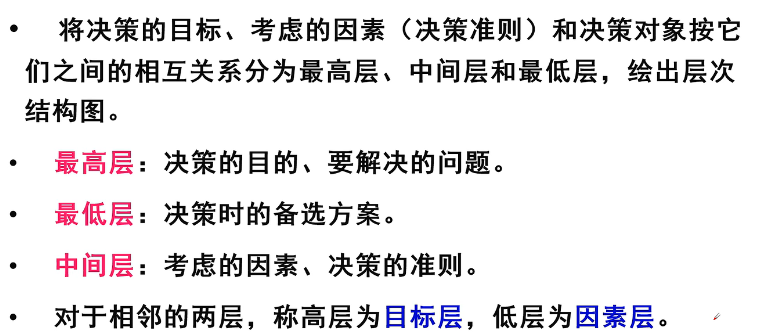 • 将决策的目标、考虑的因素（决策准则）和决策对象按它
们之间的相互关系分为最高层、中间层和最低层，绘出层次
结构图。
• 最高层：决策的目的、要解决的问题。
• 最低层：决策时的备选方案。
• 中间层：考虑的因素、决策的准则。
• 对于相邻的两层，称高层为目标层，低层为因素层。